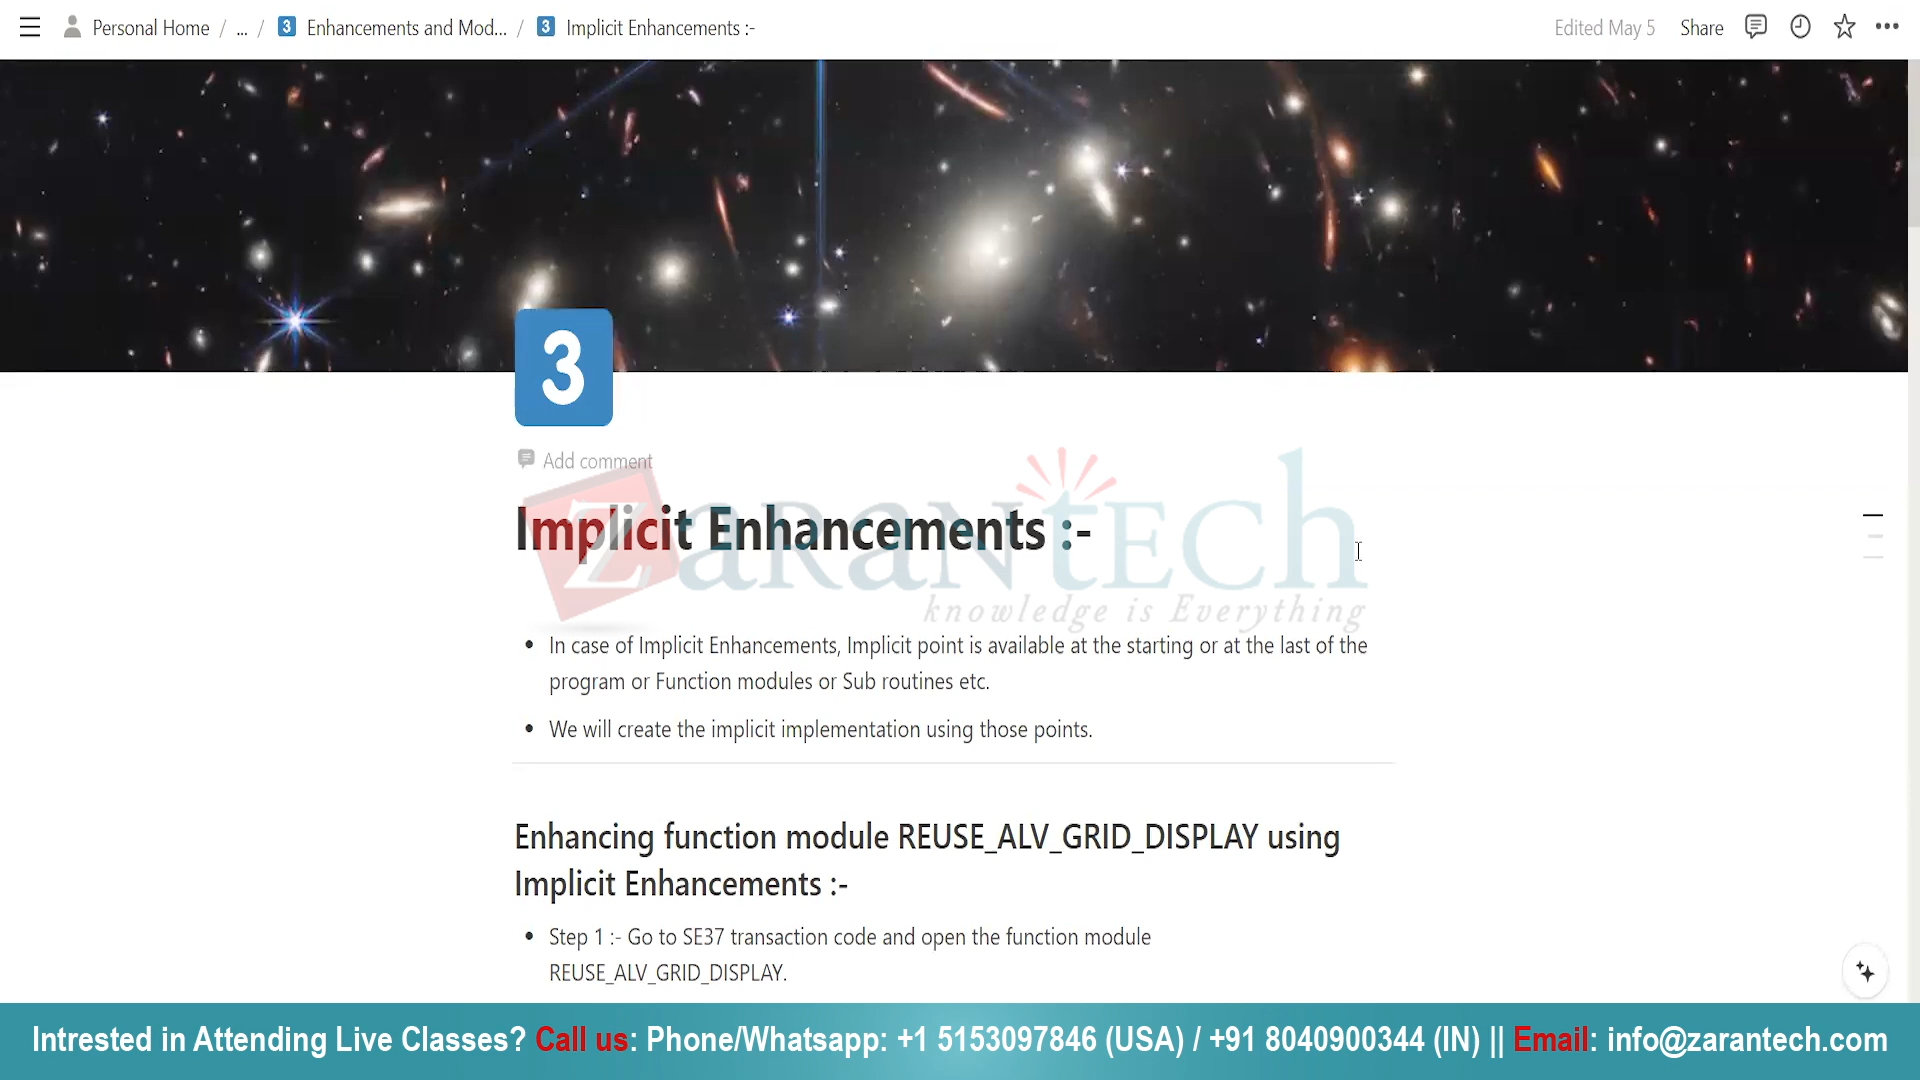 Personal Home / ... / 3 Enhancements and Mod... / 3 Implicit Enhancements :-
Edited May 5 Share
3
Add comment
Implicit Enhancements :-
ZaranTech
knowledge is Everything
• In case of Implicit Enhancements, Implicit point is available at the starting or at the last of the
program or Function modules or Sub routines etc.
• We will create the implicit implementation using those points.
Enhancing function module REUSE_ALV_GRID_DISPLAY using
Implicit Enhancements :-
• Step 1 :- Go to SE37 transaction code and open the function module
REUSE_ALV_GRID_DISPLAY.
Intrested in Attending Live Classes? Call us: Phone/Whatsapp: +1 5153097846 (USA) / +91 8040900344 (IN) || Email: info@zarantech.com